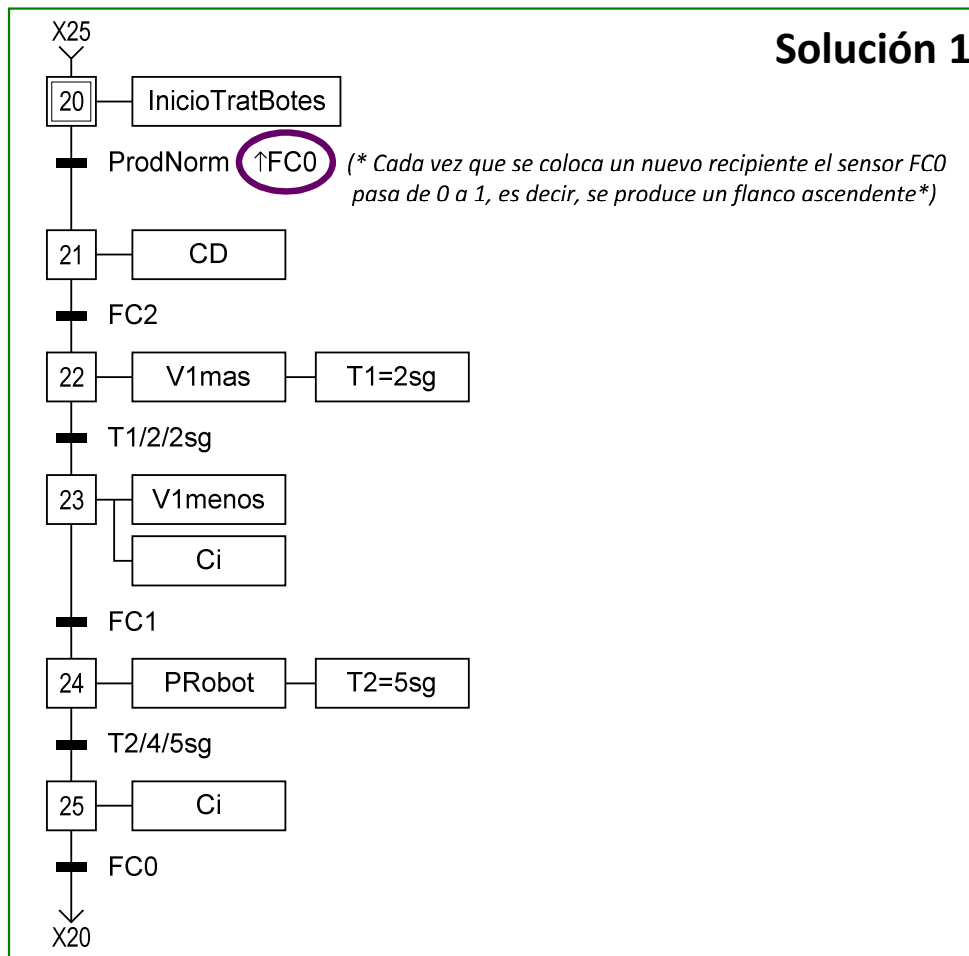 X25
Solución 1
20 InicioTratBotes
ProdNorm ↑FC0 (* Cada vez que se coloca un nuevo recipiente el sensor FC0
pasa de 0 a 1, es decir, se produce un flanco ascendente*)
21 CD
FC2
22 V1mas T1=2sg
T1/2/2sg
23 V1menos
Ci
FC1
24 PRobot T2=5sg
T2/4/5sg
25 Ci
FC0
X20